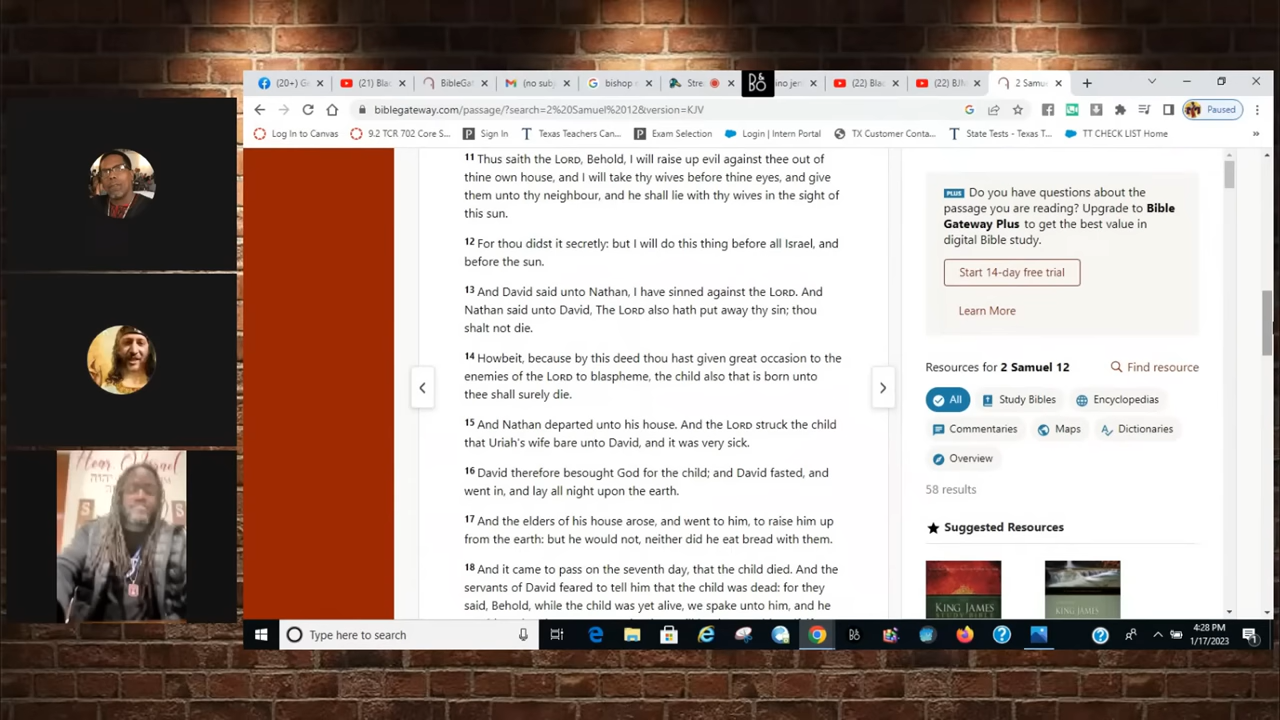 (20+) G
(21) Bla
BibleGat
(no subj
bishop s
Stre
ino jem
(22) Bla
(22) BJN
2 Samu
B&
BO
biblegateway.com/passage/?search=2%20Samuel%2012&version=KJV
Paused
Log In to Canvas
9.2 TCR 702 Core S...
Sign In
Texas Teachers Can...
Exam Selection
Login | Intern Portal
TX Customer Conta...
State Tests - Texas T...
TT CHECK LIST Home
11 Thus saith the LORD, Behold, I will raise up evil against thee out of
thine own house, and I will take thy wives before thine eyes, and give
them unto thy neighbour, and he shall lie with thy wives in the sight of
this sun.
12 For thou didst it secretly: but I will do this thing before all Israel, and
before the sun.
13 And David said unto Nathan, I have sinned against the LORD. And
Nathan said unto David, The LORD also hath put away thy sin; thou
shalt not die.
14 Howbeit, because by this deed thou hast given great occasion to the
enemies of the LORD to blaspheme, the child also that is born unto
thee shall surely die.
15 And Nathan departed unto his house. And the LORD struck the child
that Uriah's wife bare unto David, and it was very sick.
16 David therefore besought God for the child; and David fasted, and
went in, and lay all night upon the earth.
17 And the elders of his house arose, and went to him, to raise him up
from the earth: but he would not, neither did he eat bread with them.
18 And it came to pass on the seventh day, that the child died. And the
servants of David feared to tell him that the child was dead: for they
said, Behold, while the child was yet alive, we spake unto him, and he
PLUS Do you have questions about the
passage you are reading? Upgrade to Bible
Gateway Plus to get the best value in
digital Bible study.
Start 14-day free trial
Learn More
Resources for 2 Samuel 12
Find resource
All
Study Bibles
Encyclopedias
Commentaries
Maps
Dictionaries
Overview
58 results
Suggested Resources
KING JAMES
KING JAMES
Type here to search
4:28 PM
1/17/2023